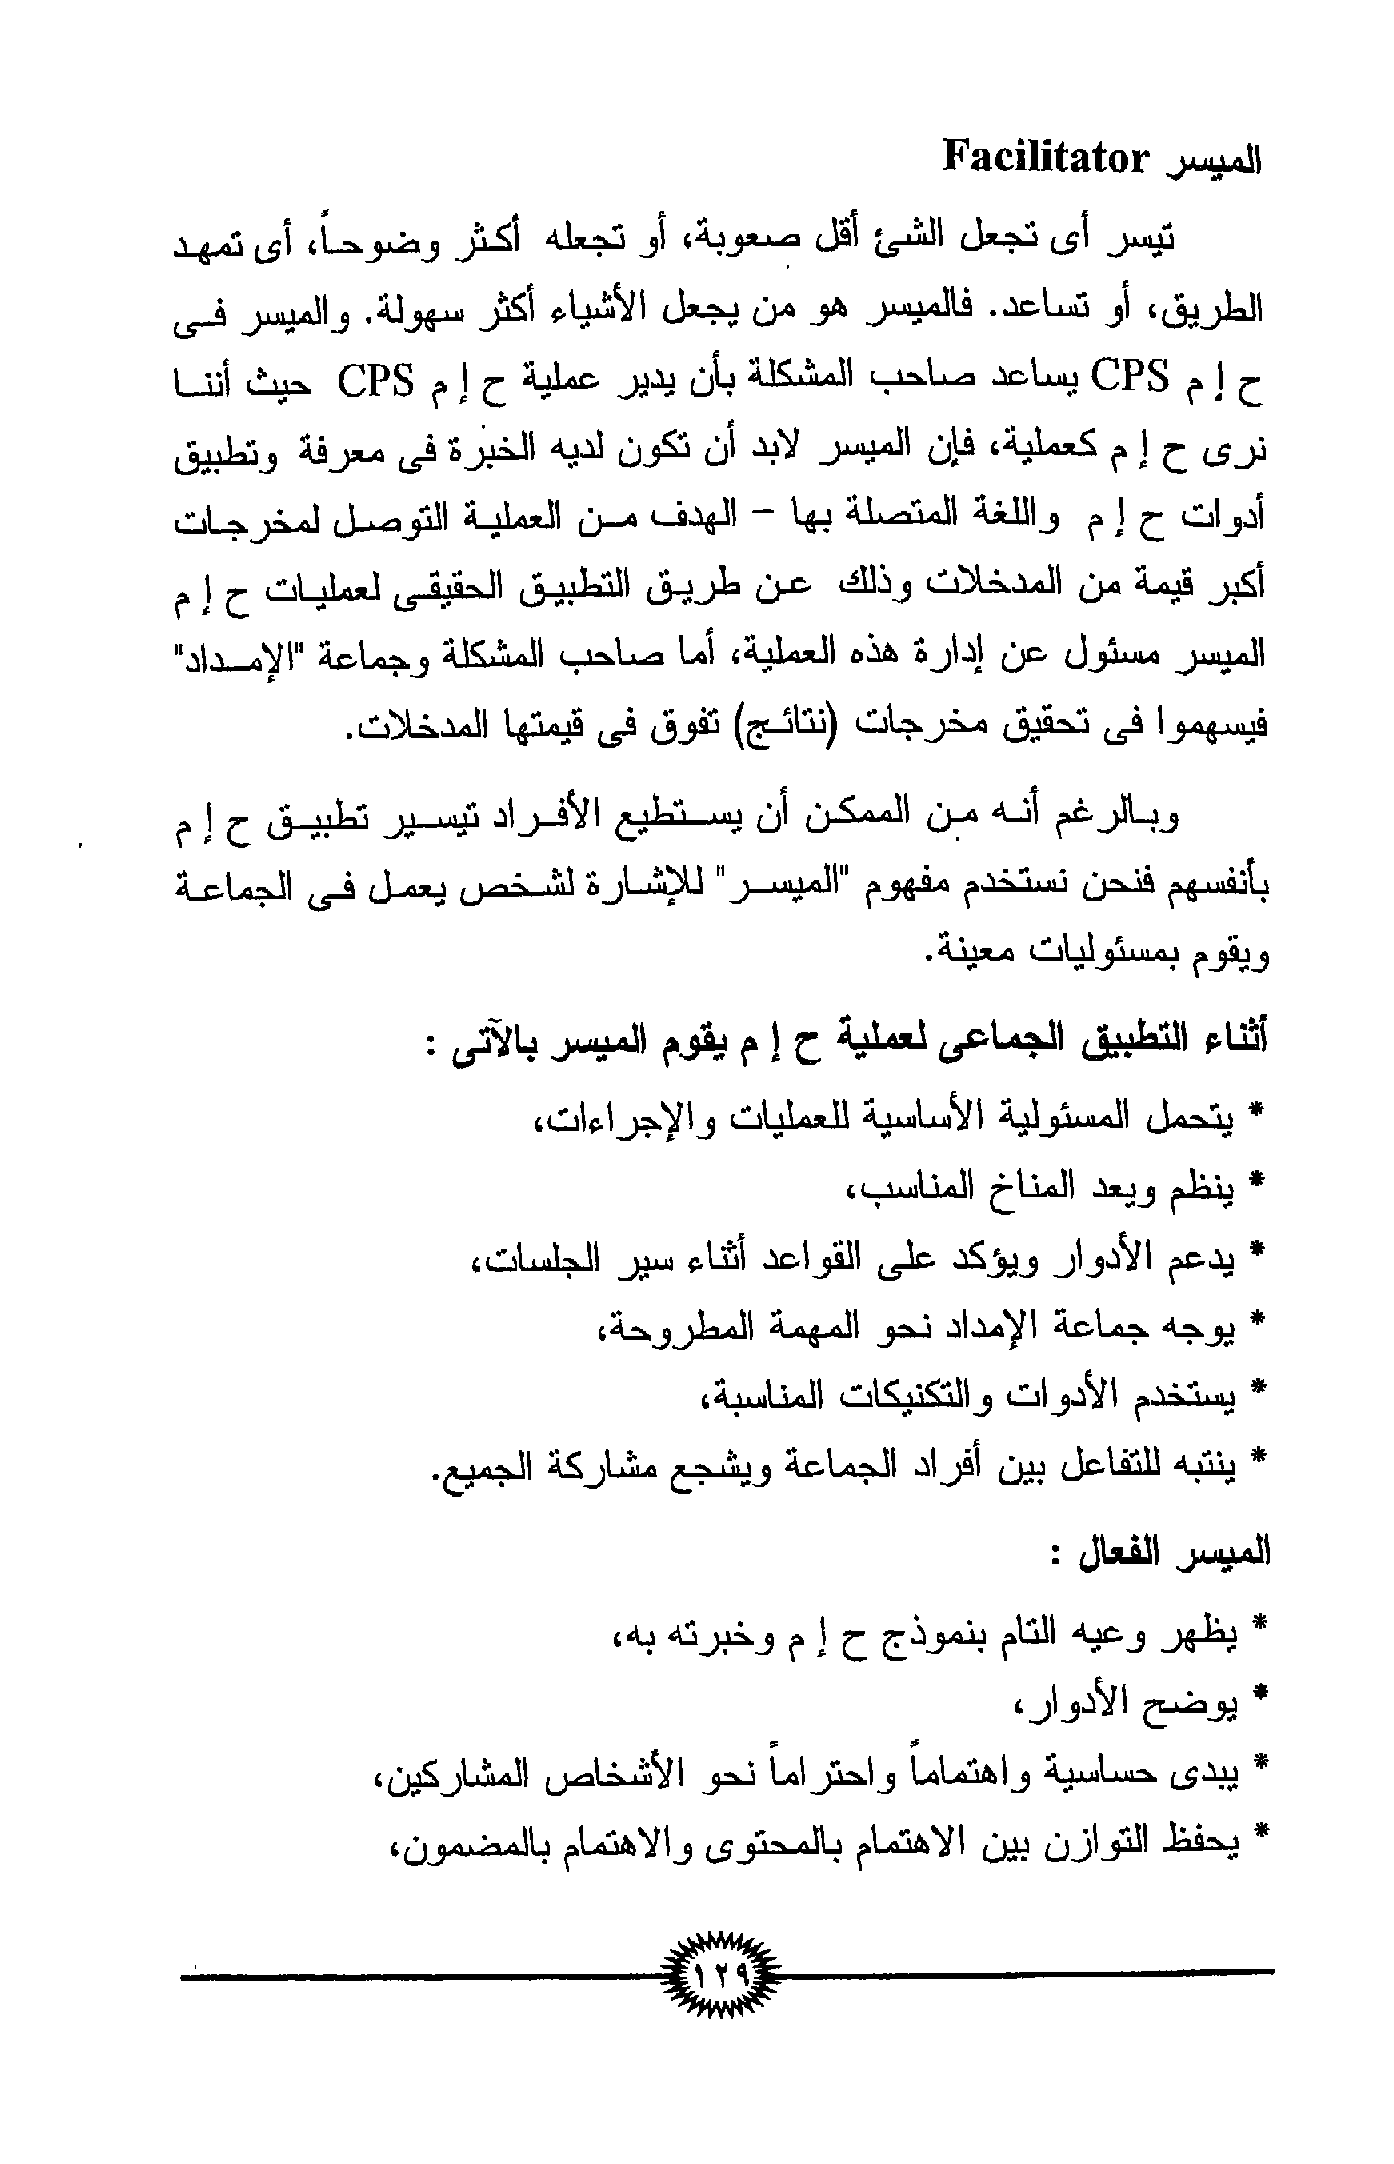 الميسر Facilitator
تيسر أى تجعل الشئ أقل صعوبة، أو تجعله أكثر وضوحاً، أى تمهد
الطريق، أو تساعد. فالميسر هو من يجعل الأشياء أكثر سهولة. والميسر فى
ح إ م CPS يساعد صاحب المشكلة بأن يدير عملية ح إ م CPS حيث أننا
نرى ح إ م كعملية، فإن الميسر لابد أن تكون لديه الخبرة فى معرفة وتطبيق
أدوات ح إ م واللغة المتصلة بها - الهدف من العملية التوصل لمخرجات
أكبر قيمة من المدخلات وذلك عن طريق التطبيق الحقيقى لعمليات ح إ م
الميسر مسئول عن إدارة هذه العملية، أما صاحب المشكلة وجماعة "الإمداد"
فيسهموا فى تحقيق مخرجات (نتائج) تفوق فى قيمتها المدخلات.
وبالرغم أنه من الممكن أن يستطيع الأفراد تيسير تطبيق ح إ م
بأنفسهم فنحن نستخدم مفهوم "الميسر" للإشارة لشخص يعمل فى الجماعة
ويقوم بمسئوليات معينة.
أثناء التطبيق الجماعى لعملية ح إ م يقوم الميسر بالآتى :
* يتحمل المسئولية الأساسية للعمليات والإجراءات،
* ينظم ويعد المناخ المناسب،
* يدعم الأدوار ويؤكد على القواعد أثناء سير الجلسات،
* يوجه جماعة الإمداد نحو المهمة المطروحة،
* يستخدم الأدوات والتكنيكات المناسبة،
* ينتبه للتفاعل بين أفراد الجماعة ويشجع مشاركة الجميع.
الميسر الفعال :
* يظهر وعيه التام بنموذج ح إ م وخبرته به،
* يوضح الأدوار،
* يبدى حساسية واهتماماً واحتراماً نحو الأشخاص المشاركين،
* يحفظ التوازن بين الاهتمام بالمحتوى والاهتمام بالمضمون،
١٢٩